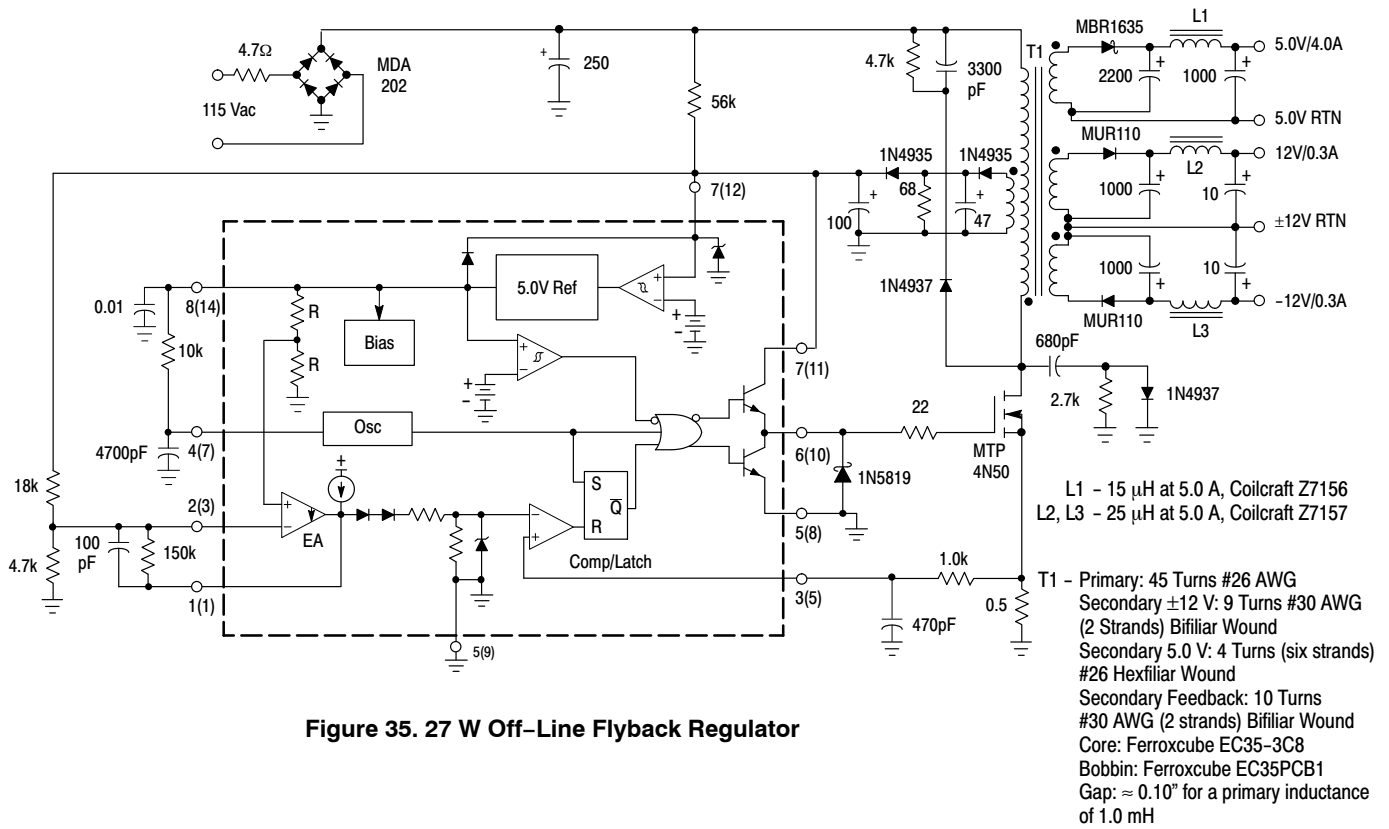 4.7Ω
MDA
202
115 Vac
+
250
56k
4.7k
3300
pF
T1
MBR1635
L1
5.0V/4.0A
+
2200
+
1000
5.0V RTN
MUR110
12V/0.3A
L2
1000
+
10
+
±12V RTN
1000
+
10
+
-12V/0.3A
MUR110
L3
1N4935
1N4935
68
+
100
+
47
7(12)
1N4937
0.01
8(14)
R
R
Bias
5.0V Ref
+
-
+
-
+
-
+
-
10k
7(11)
680pF
2.7k
1N4937
Osc
4700pF
4(7)
22
6(10)
MTP
4N50
1N5819
18k
2(3)
+
+
-
EA
S
Q
R
-
+
Comp/Latch
5(8)
100
pF
150k
4.7k
1(1)
3(5)
1.0k
470pF
0.5
5(9)
L1 - 15 μH at 5.0 A, Coilcraft Z7156
L2, L3 - 25 μH at 5.0 A, Coilcraft Z7157
T1 - Primary: 45 Turns #26 AWG
Secondary ±12 V: 9 Turns #30 AWG
(2 Strands) Bifiliar Wound
Secondary 5.0 V: 4 Turns (six strands)
#26 Hexfiliar Wound
Secondary Feedback: 10 Turns
#30 AWG (2 strands) Bifiliar Wound
Core: Ferroxcube EC35-3C8
Bobbin: Ferroxcube EC35PCB1
Gap: ≈ 0.10" for a primary inductance
of 1.0 mH
Figure 35. 27 W Off-Line Flyback Regulator